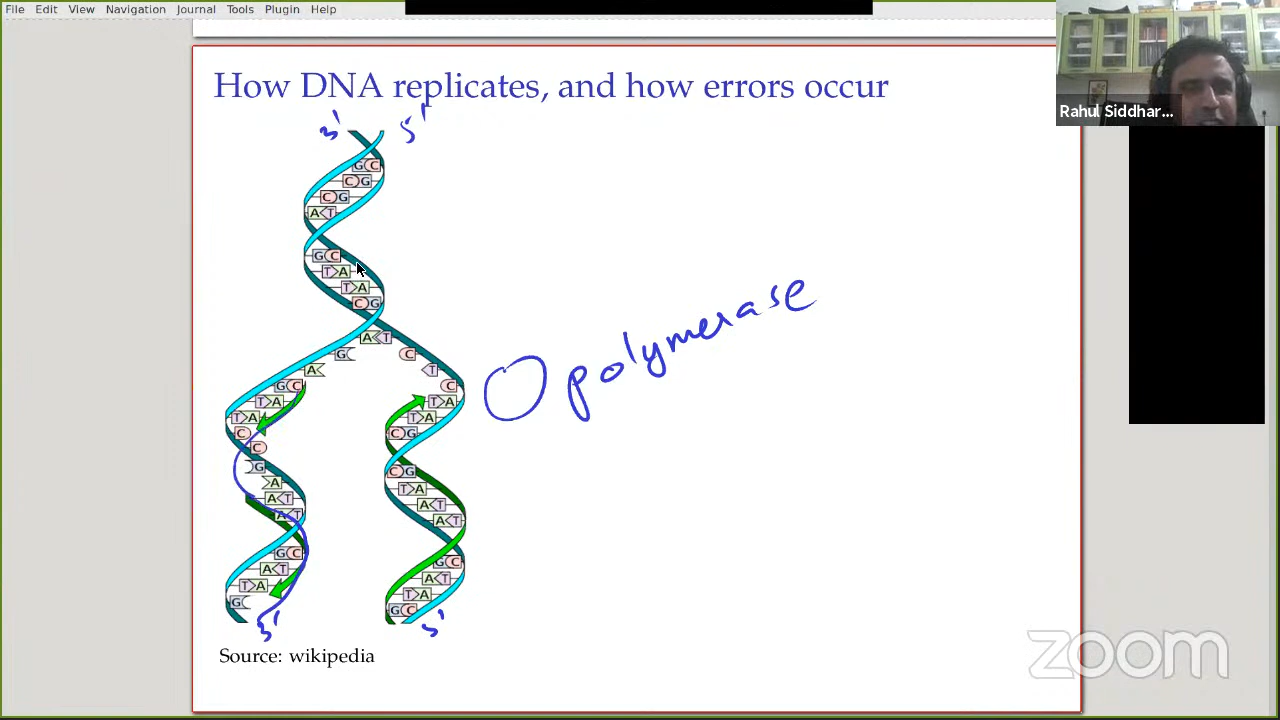 File Edit View Navigation Journal Tools Plugin Help
How DNA replicates, and how errors occur
3' 5'
Rahul Siddhar...
G C
C G
C G
A T
G C
T A
T A
C G
A T
G C
A T
G C C
T A T A
T A T A
C C G
C
G C G
A T A
A T A T
A T A T
G C G C
A T A T
T A T A
G G C
polymerase
5' 3'
Source: wikipedia
zoom